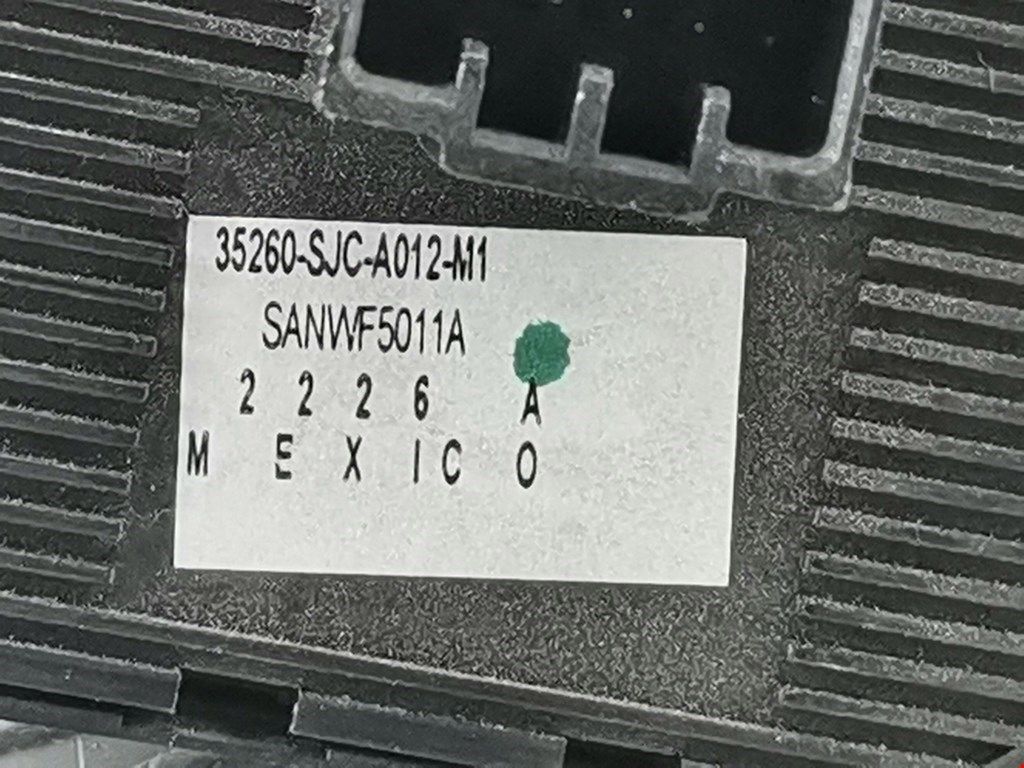 35260-SJC-A012-M1
SANWF5011A
2 2 2 6 A
M E X I C O